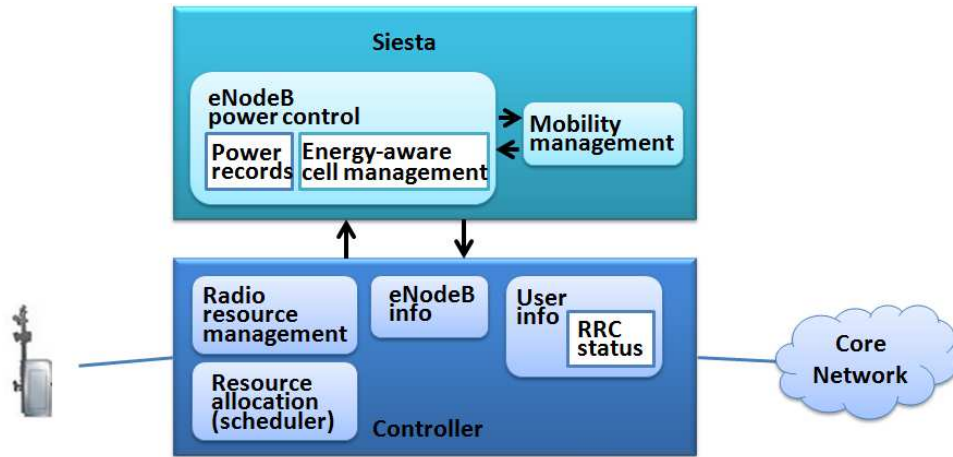 Siesta
eNodeB
power control
Power
records
Energy-aware
cell management
Mobility
management
Radio
resource
management
eNodeB
info
User
info
RRC
status
Resource
allocation
(scheduler)
Controller
Core
Network